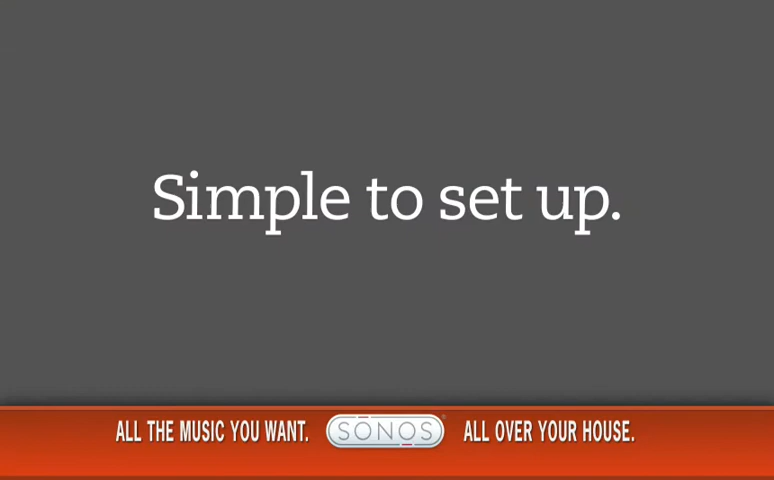 Simple to set up.
ALL THE MUSIC YOU WANT. SONOS® ALL OVER YOUR HOUSE.